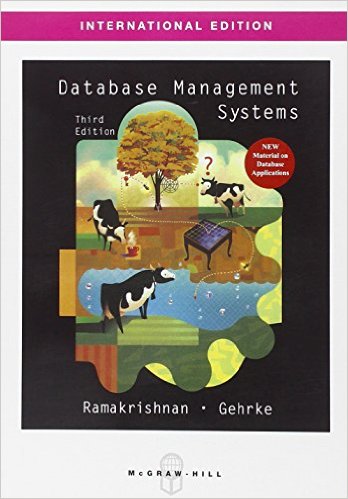 INTERNATIONAL EDITION
Database Management
Systems
Third
Edition
NEW
Material on
Database
Applications
?
Ramakrishnan · Gehrke
McGRAW-HILL